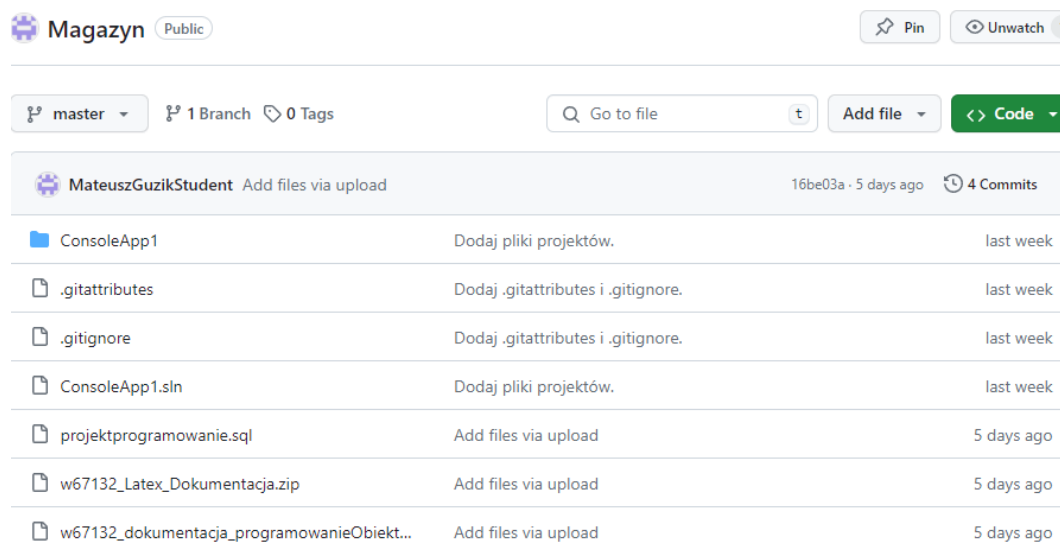 Magazyn Public Pin Unwatch
master 1 Branch 0 Tags Go to file t Add file Code
MateuszGuzikStudent Add files via upload 16be03a · 5 days ago 4 Commits
ConsoleApp1 Dodaj pliki projektów. last week
.gitattributes Dodaj .gitattributes i .gitignore. last week
.gitignore Dodaj .gitattributes i .gitignore. last week
ConsoleApp1.sln Dodaj pliki projektów. last week
projektprogramowanie.sql Add files via upload 5 days ago
w67132_Latex_Dokumentacja.zip Add files via upload 5 days ago
w67132_dokumentacja_programowanieObiekt... Add files via upload 5 days ago